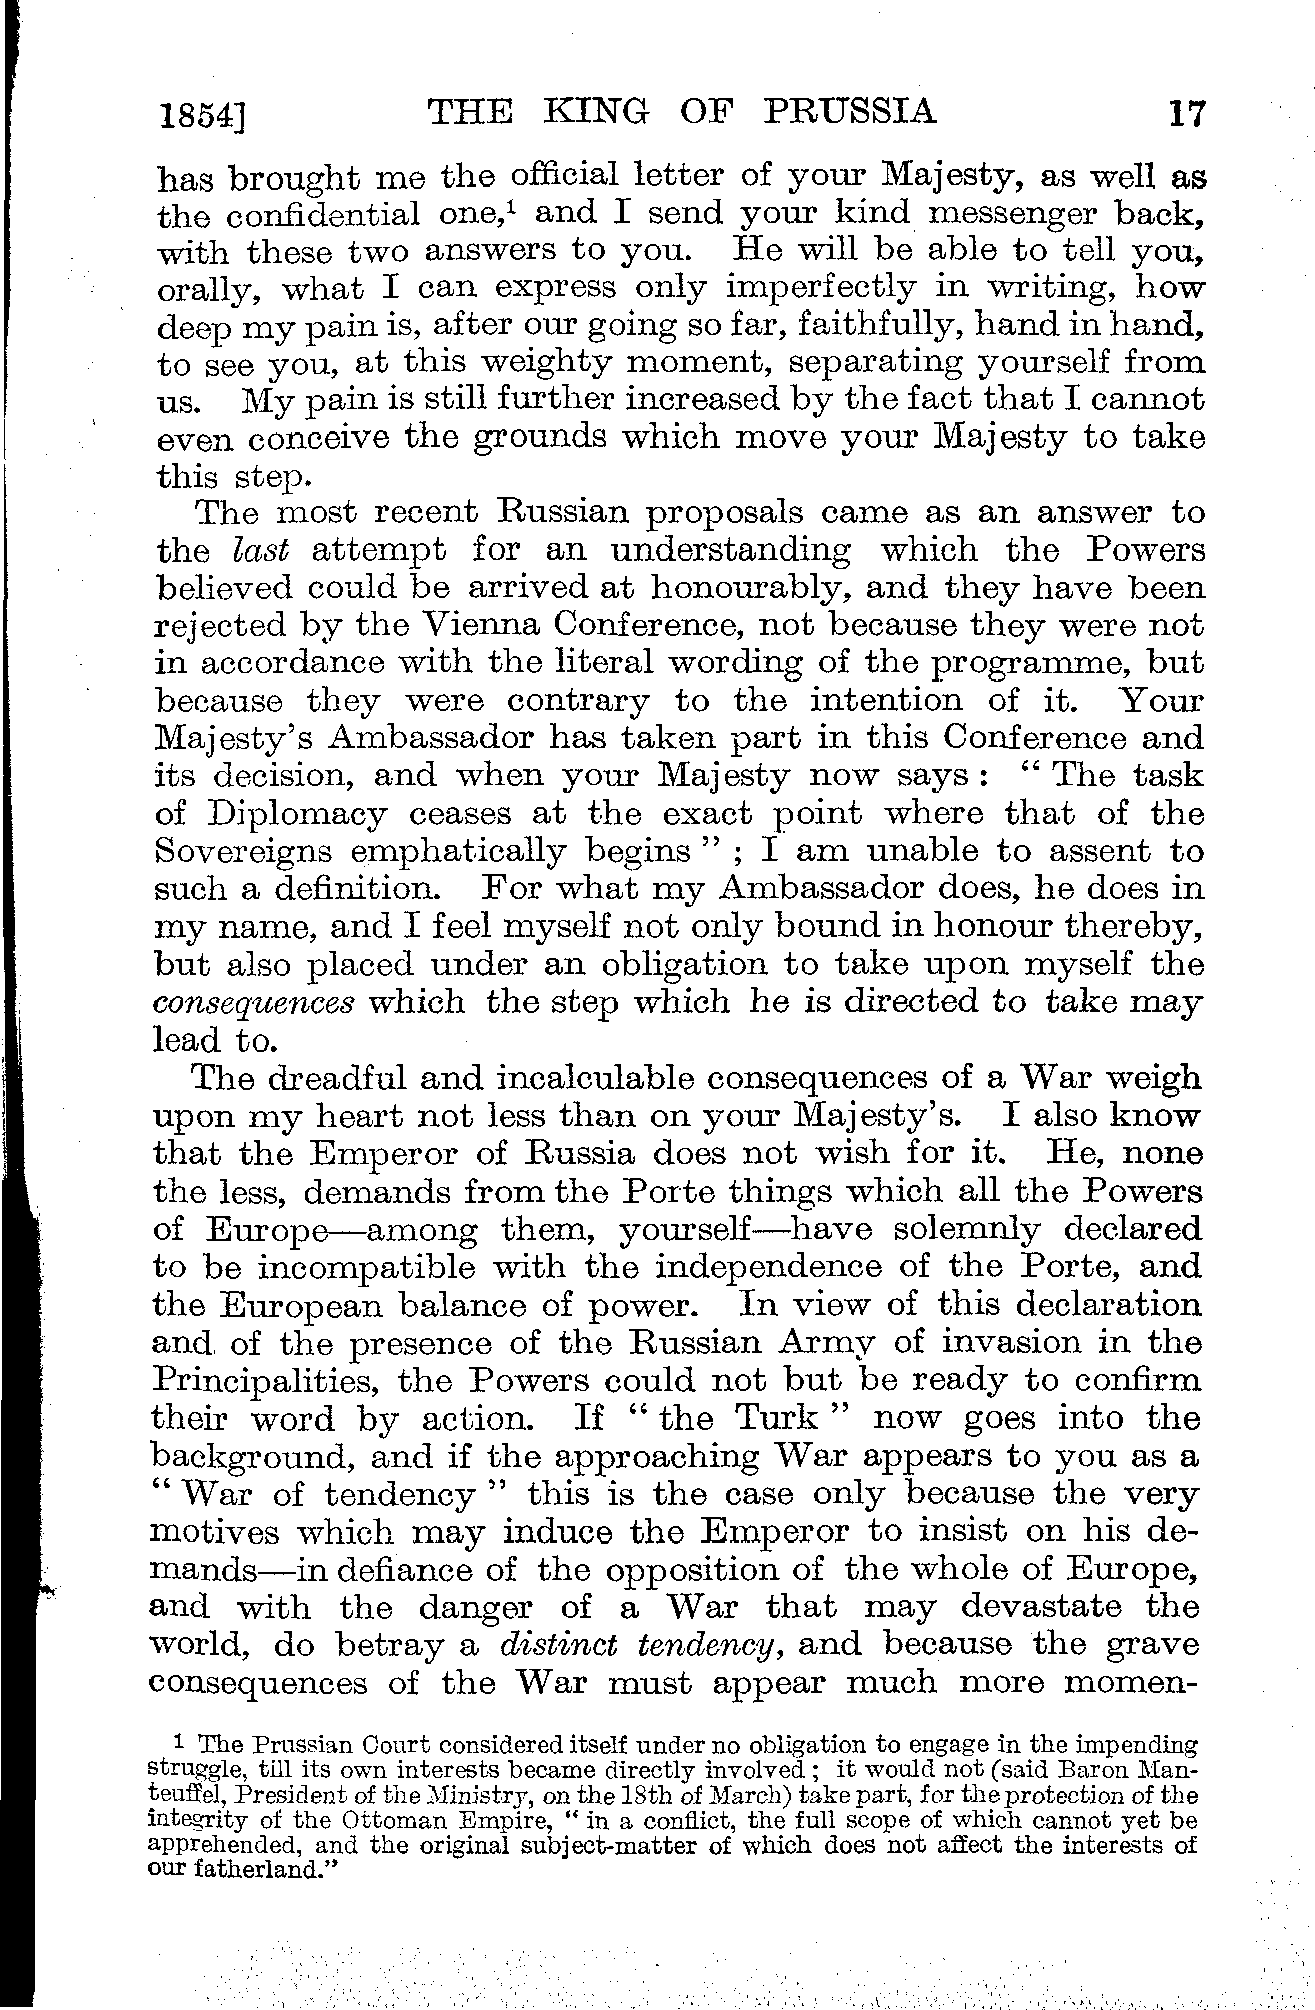 1854] THE KING OF PRUSSIA 17
has brought me the official letter of your Majesty, as well as
the confidential one,¹ and I send your kind messenger back,
with these two answers to you. He will be able to tell you,
orally, what I can express only imperfectly in writing, how
deep my pain is, after our going so far, faithfully, hand in hand,
to see you, at this weighty moment, separating yourself from
us. My pain is still further increased by the fact that I cannot
even conceive the grounds which move your Majesty to take
this step.
The most recent Russian proposals came as an answer to
the last attempt for an understanding which the Powers
believed could be arrived at honourably, and they have been
rejected by the Vienna Conference, not because they were not
in accordance with the literal wording of the programme, but
because they were contrary to the intention of it. Your
Majesty's Ambassador has taken part in this Conference and
its decision, and when your Majesty now says : " The task
of Diplomacy ceases at the exact point where that of the
Sovereigns emphatically begins " ; I am unable to assent to
such a definition. For what my Ambassador does, he does in
my name, and I feel myself not only bound in honour thereby,
but also placed under an obligation to take upon myself the
consequences which the step which he is directed to take may
lead to.
The dreadful and incalculable consequences of a War weigh
upon my heart not less than on your Majesty's. I also know
that the Emperor of Russia does not wish for it. He, none
the less, demands from the Porte things which all the Powers
of Europe—among them, yourself—have solemnly declared
to be incompatible with the independence of the Porte, and
the European balance of power. In view of this declaration
and of the presence of the Russian Army of invasion in the
Principalities, the Powers could not but be ready to confirm
their word by action. If " the Turk " now goes into the
background, and if the approaching War appears to you as a
" War of tendency " this is the case only because the very
motives which may induce the Emperor to insist on his de-
mands—in defiance of the opposition of the whole of Europe,
and with the danger of a War that may devastate the
world, do betray a distinct tendency, and because the grave
consequences of the War must appear much more momen-
1 The Prussian Court considered itself under no obligation to engage in the impending
struggle, till its own interests became directly involved ; it would not (said Baron Man-
teuffel, President of the Ministry, on the 18th of March) take part, for the protection of the
integrity of the Ottoman Empire, " in a conflict, the full scope of which cannot yet be
apprehended, and the original subject-matter of which does not affect the interests of
our fatherland."